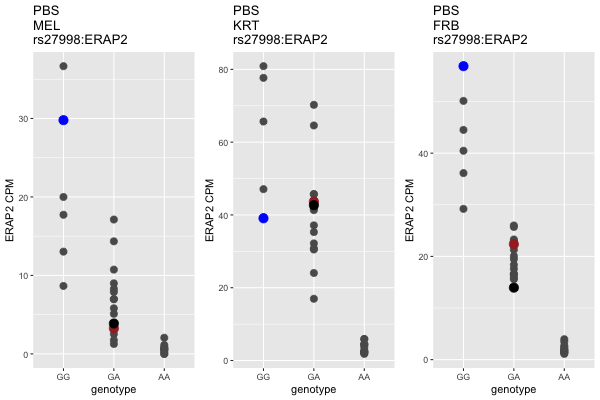 PBS
MEL
rs27998:ERAP2
ERAP2 CPM
30
20
10
0
GG GA AA
genotype
PBS
KRT
rs27998:ERAP2
ERAP2 CPM
80
60
40
20
0
GG GA AA
genotype
PBS
FRB
rs27998:ERAP2
ERAP2 CPM
40
20
0
GG GA AA
genotype